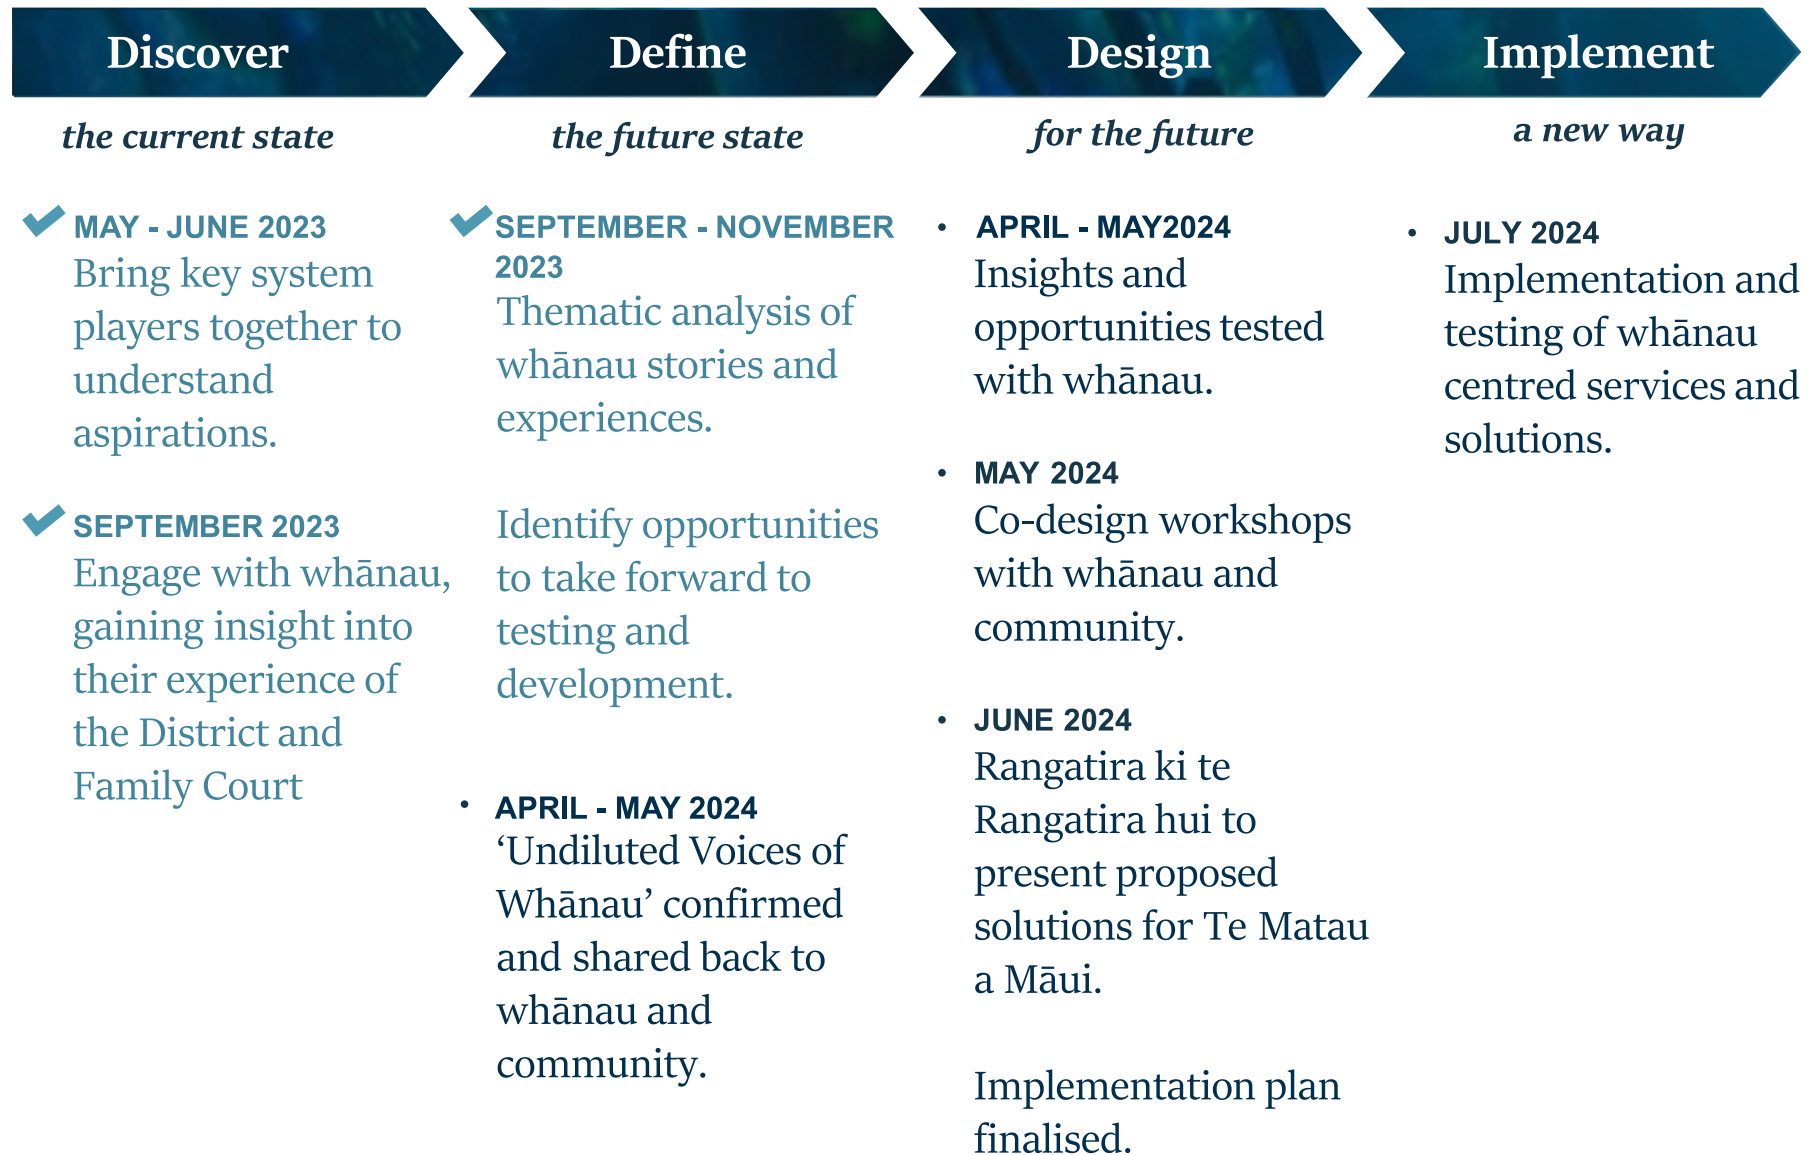 Discover
the current state
✔ MAY - JUNE 2023
Bring key system
players together to
understand
aspirations.
✔ SEPTEMBER 2023
Engage with whānau,
gaining insight into
their experience of
the District and
Family Court
Define
the future state
✔ SEPTEMBER - NOVEMBER
2023
Thematic analysis of
whānau stories and
experiences.
Identify opportunities
to take forward to
testing and
development.
• APRIL - MAY 2024
‘Undiluted Voices of
Whānau’ confirmed
and shared back to
whānau and
community.
Design
for the future
• APRIL - MAY2024
Insights and
opportunities tested
with whānau.
• MAY 2024
Co-design workshops
with whānau and
community.
• JUNE 2024
Rangatira ki te
Rangatira hui to
present proposed
solutions for Te Matau
a Māui.
Implementation plan
finalised.
Implement
a new way
• JULY 2024
Implementation and
testing of whānau
centred services and
solutions.